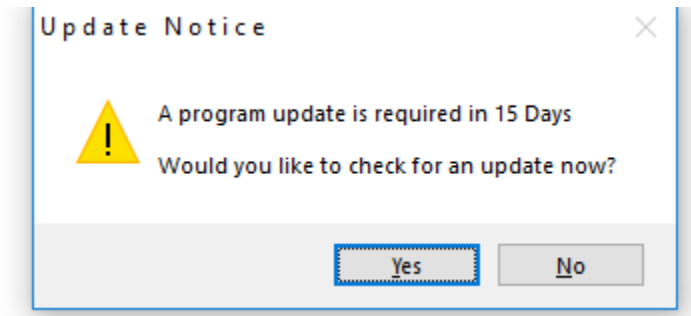 Update Notice
A program update is required in 15 Days
Would you like to check for an update now?
Yes No